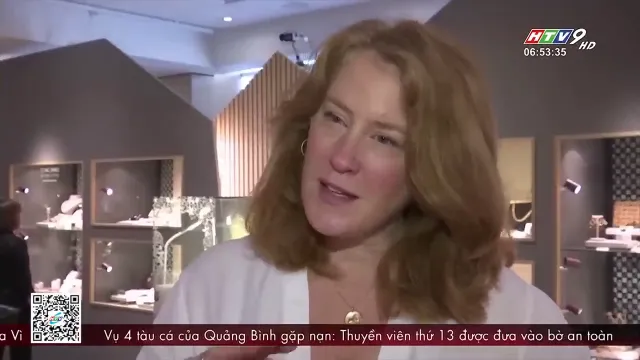 HTV9 HD
06:53:35
a Vi
Vụ 4 tàu cá của Quảng Bình gặp nạn: Thuyền viên thứ 13 được đưa vào bờ an toàn